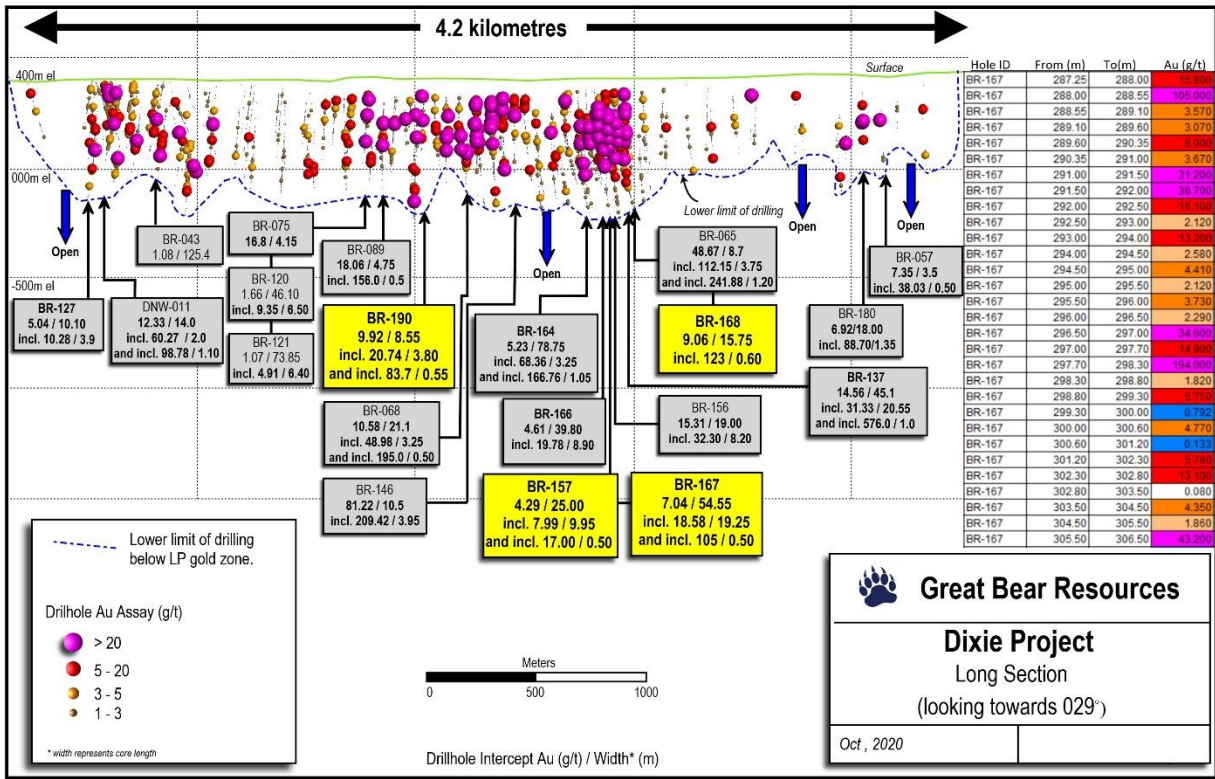 4.2 kilometres
400m el
Surface
000m el
Lower limit of drilling
Open
Open
Open
Open
-500m el
BR-127
5.04 / 10.10
incl. 10.28 / 3.9
DNW-011
12.33 / 14.0
incl. 60.27 / 2.0
and incl. 98.78 / 1.10
BR-043
1.08 / 125.4
BR-075
16.8 / 4.15
BR-120
1.66 / 46.10
incl. 9.35 / 6.50
BR-121
1.07 / 73.85
incl. 4.91 / 6.40
BR-089
18.06 / 4.75
incl. 156.0 / 0.5
BR-190
9.92 / 8.55
incl. 20.74 / 3.80
and incl. 83.7 / 0.55
BR-068
10.58 / 21.1
incl. 48.98 / 3.25
and incl. 195.0 / 0.50
BR-146
81.22 / 10.5
incl. 209.42 / 3.95
BR-164
5.23 / 78.75
incl. 68.36 / 3.25
and incl. 166.76 / 1.05
BR-166
4.61 / 39.80
incl. 19.78 / 8.90
BR-157
4.29 / 25.00
incl. 7.99 / 9.95
and incl. 17.00 / 0.50
BR-167
7.04 / 54.55
incl. 18.58 / 19.25
and incl. 105 / 0.50
BR-156
15.31 / 19.00
incl. 32.30 / 8.20
BR-065
48.67 / 8.7
incl. 112.15 / 3.75
and incl. 241.88 / 1.20
BR-168
9.06 / 15.75
incl. 123 / 0.60
BR-180
6.92/18.00
incl. 88.70/1.35
BR-137
14.56 / 45.1
incl. 31.33 / 20.55
and incl. 576.0 / 1.0
BR-057
7.35 / 3.5
incl. 38.03 / 0.50
Hole ID From (m) To(m) Au (g/t)
BR-167 287.25 288.00 15.800
BR-167 288.00 288.55 105.000
BR-167 288.55 289.10 3.570
BR-167 289.10 289.60 3.070
BR-167 289.60 290.35 6.000
BR-167 290.35 291.00 3.670
BR-167 291.00 291.50 31.200
BR-167 291.50 292.00 38.700
BR-167 292.00 292.50 16.100
BR-167 292.50 293.00 2.120
BR-167 293.00 294.00 13.200
BR-167 294.00 294.50 2.580
BR-167 294.50 295.00 4.410
BR-167 295.00 295.50 2.120
BR-167 295.50 296.00 3.730
BR-167 296.00 296.50 2.290
BR-167 296.50 297.00 34.600
BR-167 297.00 297.70 14.900
BR-167 297.70 298.30 194.000
BR-167 298.30 298.80 1.820
BR-167 298.80 299.30 5.750
BR-167 299.30 300.00 0.792
BR-167 300.00 300.60 4.770
BR-167 300.60 301.20 0.133
BR-167 301.20 302.30 5.780
BR-167 302.30 302.80 13.100
BR-167 302.80 303.50 0.080
BR-167 303.50 304.50 4.350
BR-167 304.50 305.50 1.860
BR-167 305.50 306.50 43.200
Lower limit of drilling
below LP gold zone.
Drilhole Au Assay (g/t)
> 20
5 - 20
3 - 5
1 - 3
* width represents core length
Meters
0 500 1000
Drillhole Intercept Au (g/t) / Width* (m)
Great Bear Resources
Dixie Project
Long Section
(looking towards 029°)
Oct , 2020